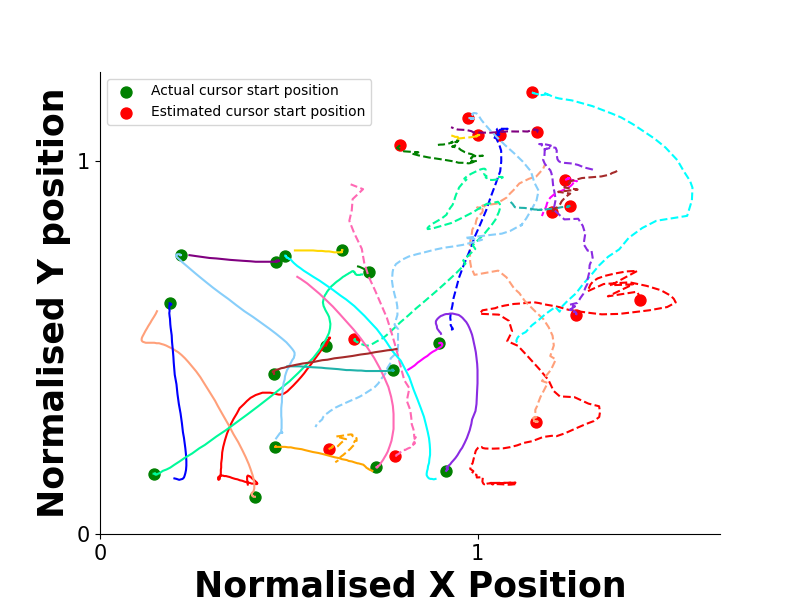 Actual cursor start position
Estimated cursor start position
Normalised Y position
1
0
0
1
Normalised X Position